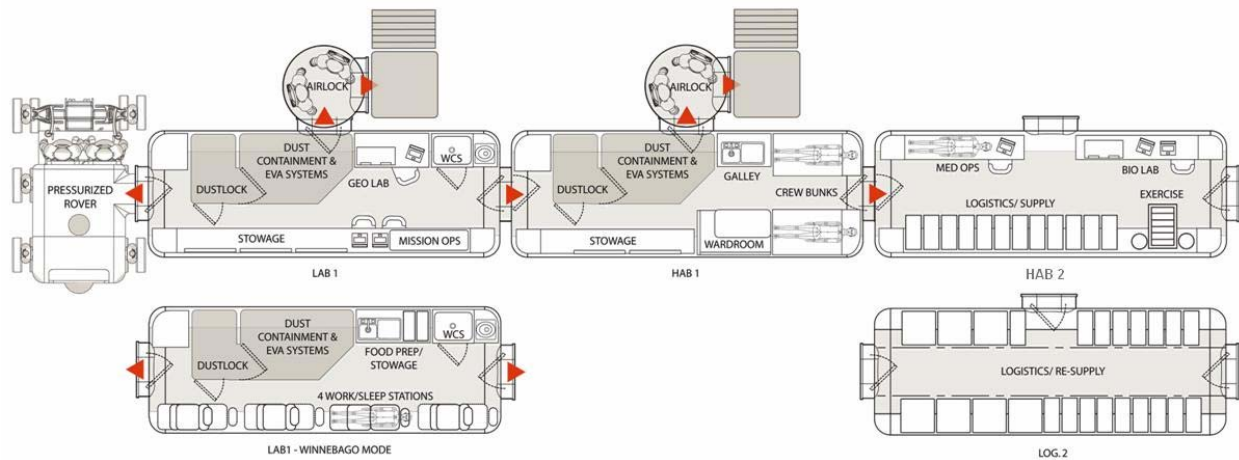 AIRLOCK
AIRLOCK
PRESSURIZED
ROVER
DUST
CONTAINMENT &
EVA SYSTEMS
DUSTLOCK
GEO LAB
WCS
STOWAGE
MISSION OPS
LAB 1
DUST
CONTAINMENT &
EVA SYSTEMS
DUSTLOCK
GALLEY
CREW BUNKS
STOWAGE
WARDROOM
HAB 1
MED OPS
BIO LAB
LOGISTICS/ SUPPLY
EXERCISE
HAB 2
DUST
CONTAINMENT &
EVA SYSTEMS
DUSTLOCK
FOOD PREP/
STOWAGE
WCS
4 WORK/SLEEP STATIONS
LAB1 - WINNEBAGO MODE
LOGISTICS/ RE-SUPPLY
LOG. 2